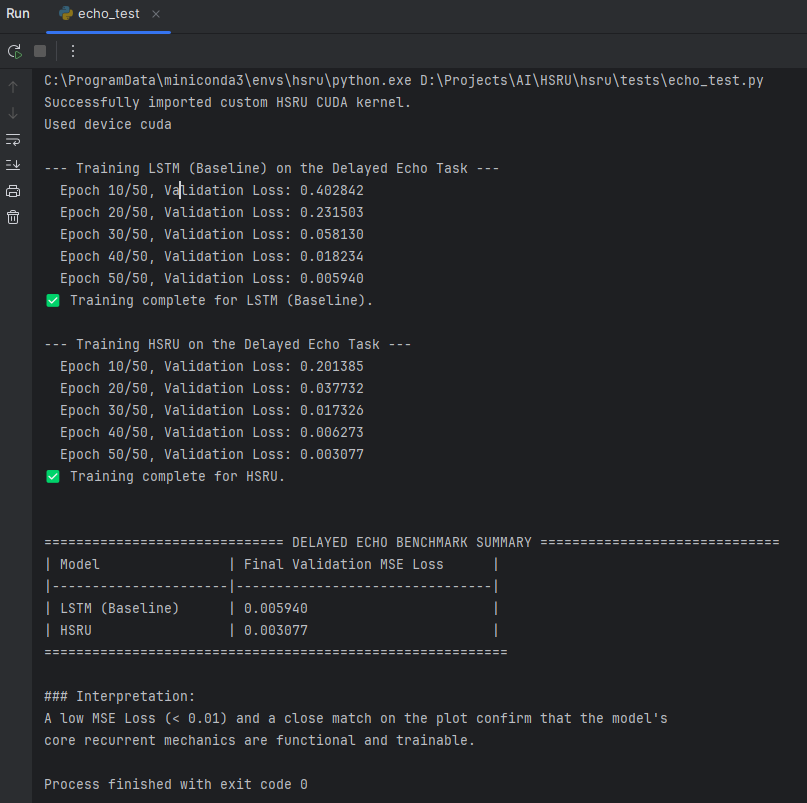 Run echo_test ×
C:\ProgramData\miniconda3\envs\hsru\python.exe D:\Projects\AI\HSRU\hsru\tests\echo_test.py
Successfully imported custom HSRU CUDA kernel.
Used device cuda
--- Training LSTM (Baseline) on the Delayed Echo Task ---
Epoch 10/50, Validation Loss: 0.402842
Epoch 20/50, Validation Loss: 0.231503
Epoch 30/50, Validation Loss: 0.058130
Epoch 40/50, Validation Loss: 0.018234
Epoch 50/50, Validation Loss: 0.005940
✅ Training complete for LSTM (Baseline).
--- Training HSRU on the Delayed Echo Task ---
Epoch 10/50, Validation Loss: 0.201385
Epoch 20/50, Validation Loss: 0.037732
Epoch 30/50, Validation Loss: 0.017326
Epoch 40/50, Validation Loss: 0.006273
Epoch 50/50, Validation Loss: 0.003077
✅ Training complete for HSRU.
============================== DELAYED ECHO BENCHMARK SUMMARY ==============================
| Model                | Final Validation MSE Loss      |
|----------------------|--------------------------------|
| LSTM (Baseline)      | 0.005940                       |
| HSRU                 | 0.003077                       |
==========================================================
### Interpretation:
A low MSE Loss (< 0.01) and a close match on the plot confirm that the model's
core recurrent mechanics are functional and trainable.
Process finished with exit code 0